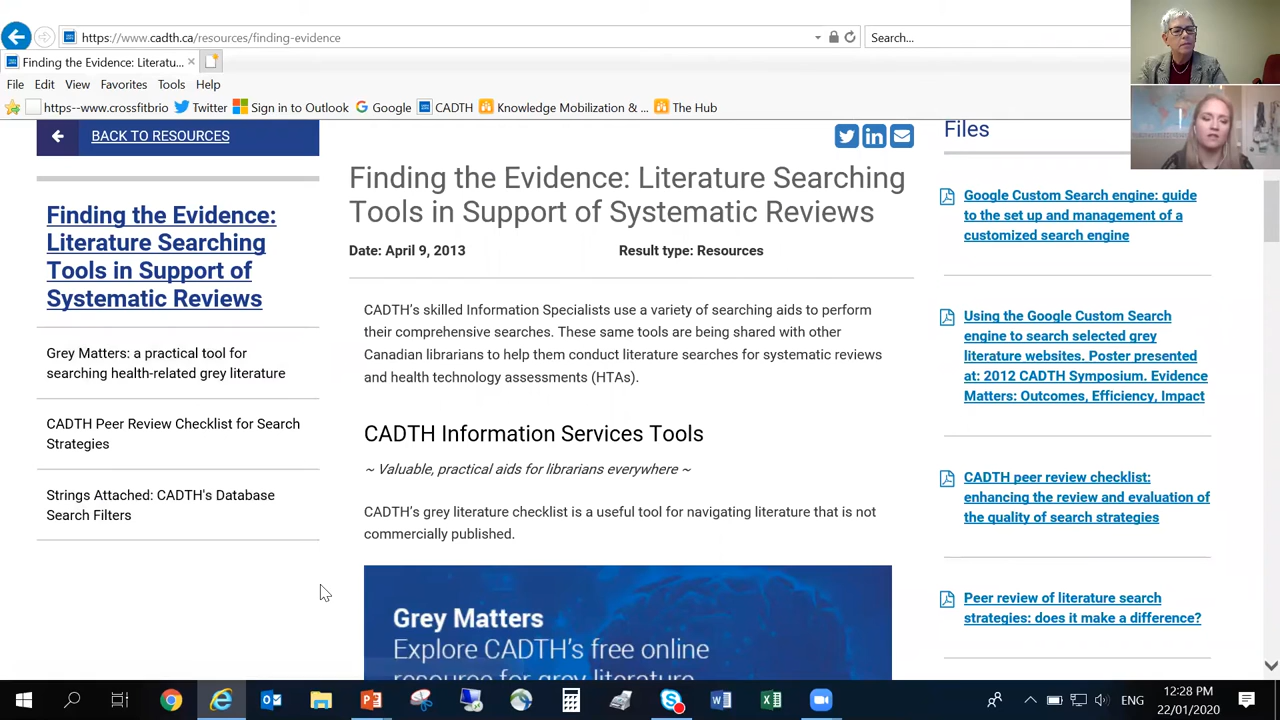 https://www.cadth.ca/resources/finding-evidence
Search...
Finding the Evidence: Literatu...
File Edit View Favorites Tools Help
https--www.crossfitbrio Twitter Sign in to Outlook Google CADTH Knowledge Mobilization & ... The Hub
BACK TO RESOURCES
Finding the Evidence:
Literature Searching
Tools in Support of
Systematic Reviews
Grey Matters: a practical tool for
searching health-related grey literature
CADTH Peer Review Checklist for Search
Strategies
Strings Attached: CADTH's Database
Search Filters
Finding the Evidence: Literature Searching
Tools in Support of Systematic Reviews
Date: April 9, 2013
Result type: Resources
CADTH’s skilled Information Specialists use a variety of searching aids to perform
their comprehensive searches. These same tools are being shared with other
Canadian librarians to help them conduct literature searches for systematic reviews
and health technology assessments (HTAs).
CADTH Information Services Tools
~ Valuable, practical aids for librarians everywhere ~
CADTH’s grey literature checklist is a useful tool for navigating literature that is not
commercially published.
Grey Matters
Explore CADTH’s free online
resource for grey literature
Files
Google Custom Search engine: guide
to the set up and management of a
customized search engine
Using the Google Custom Search
engine to search selected grey
literature websites. Poster presented
at: 2012 CADTH Symposium. Evidence
Matters: Outcomes, Efficiency, Impact
CADTH peer review checklist:
enhancing the review and evaluation of
the quality of search strategies
Peer review of literature search
strategies: does it make a difference?
ENG
12:28 PM
22/01/2020